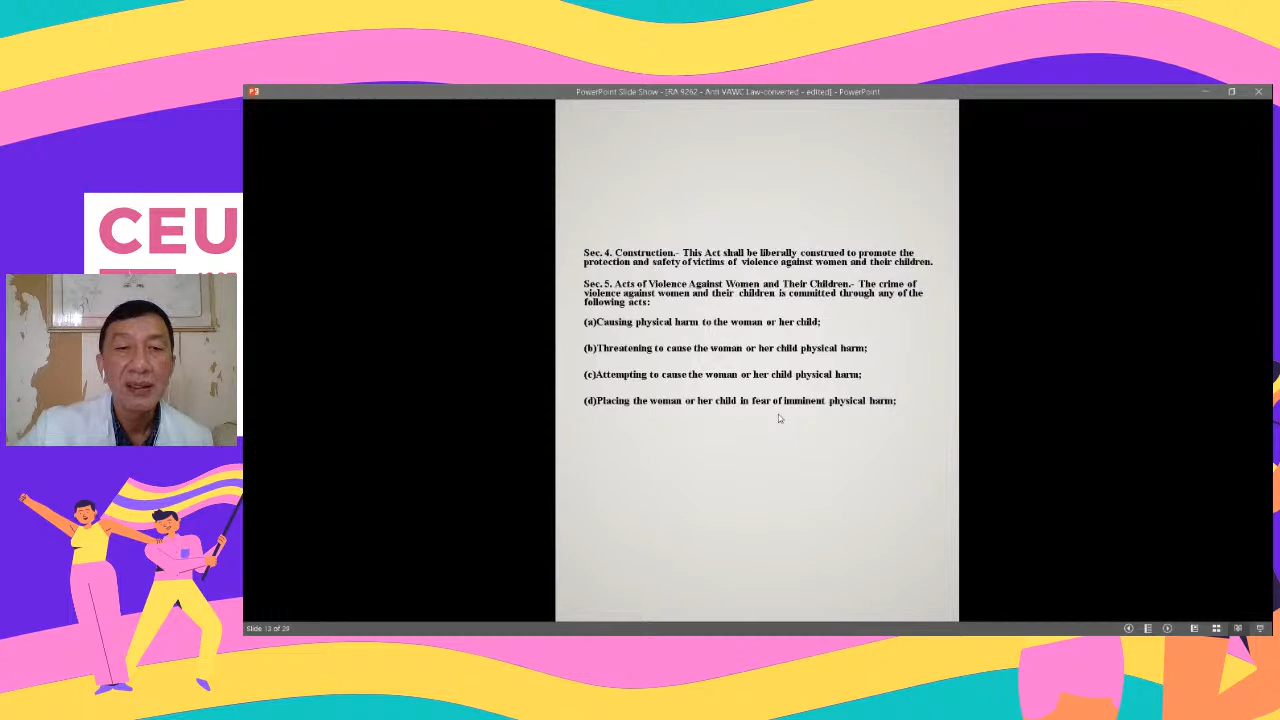 PowerPoint Slide Show - [RA 9262 - Anti VAWC Law-converted - edited] - PowerPoint
CEU
Sec. 4. Construction.- This Act shall be liberally construed to promote the
protection and safety of victims of violence against women and their children.
Sec. 5. Acts of Violence Against Women and Their Children.- The crime of
violence against women and their children is committed through any of the
following acts:
(a)Causing physical harm to the woman or her child;
(b)Threatening to cause the woman or her child physical harm;
(c)Attempting to cause the woman or her child physical harm;
(d)Placing the woman or her child in fear of imminent physical harm;
Slide 13 of 29